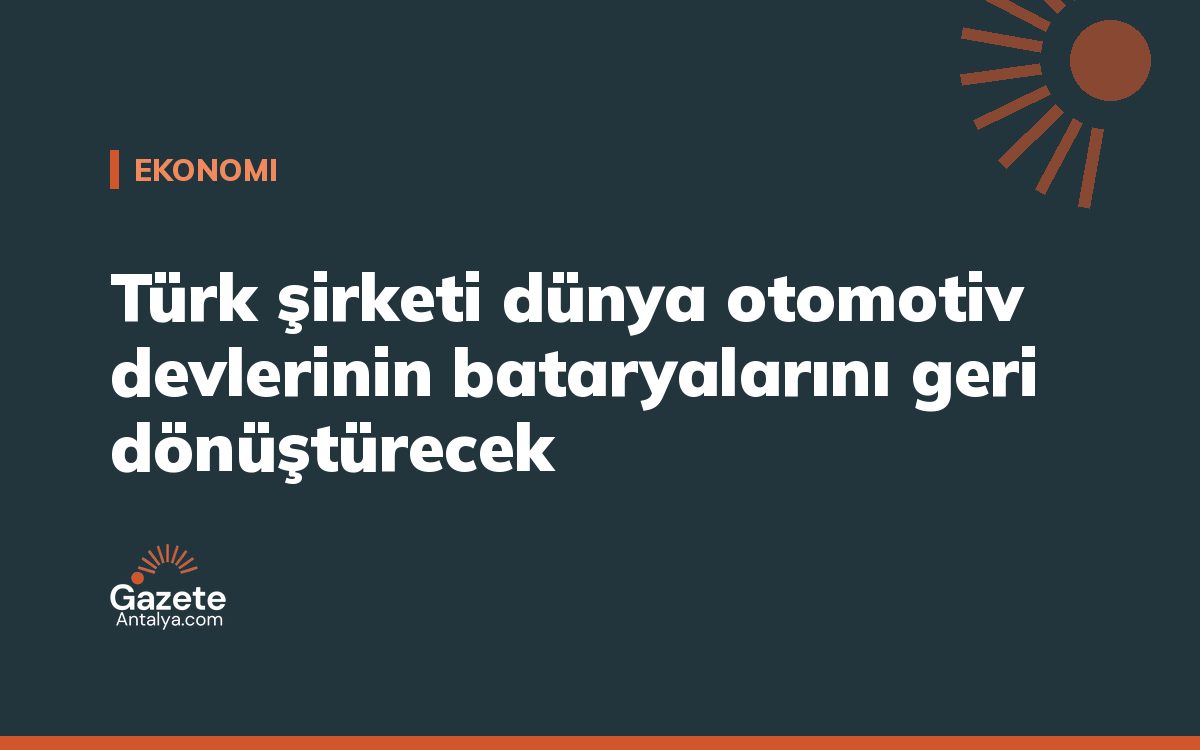 EKONOMI
Türk şirketi dünya otomotiv
devlerinin bataryalarını geri
dönüştürecek
Gazete
Antalya.com